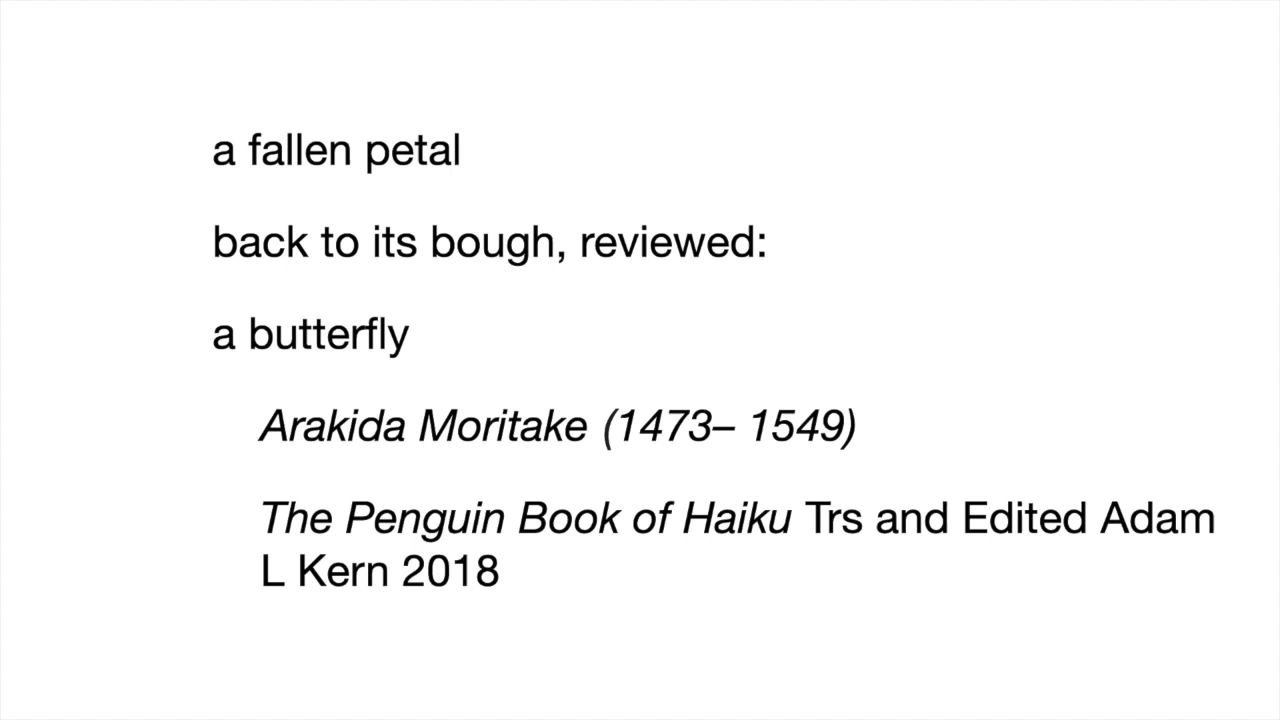 a fallen petal
back to its bough, reviewed:
a butterfly
Arakida Moritake (1473– 1549)
The Penguin Book of Haiku Trs and Edited Adam
L Kern 2018